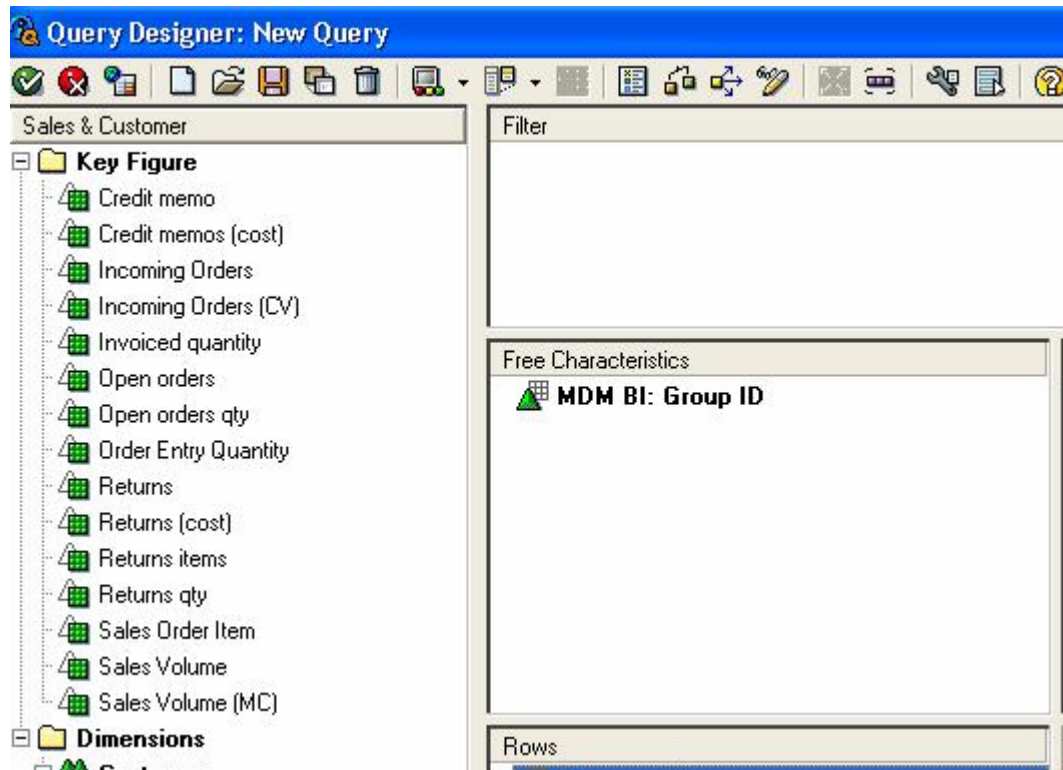 Query Designer: New Query
Sales & Customer
Key Figure
Credit memo
Credit memos (cost)
Incoming Orders
Incoming Orders (CV)
Invoiced quantity
Open orders
Open orders qty
Order Entry Quantity
Returns
Returns (cost)
Returns items
Returns qty
Sales Order Item
Sales Volume
Sales Volume (MC)
Dimensions
Filter
Free Characteristics
MDM BI: Group ID
Rows